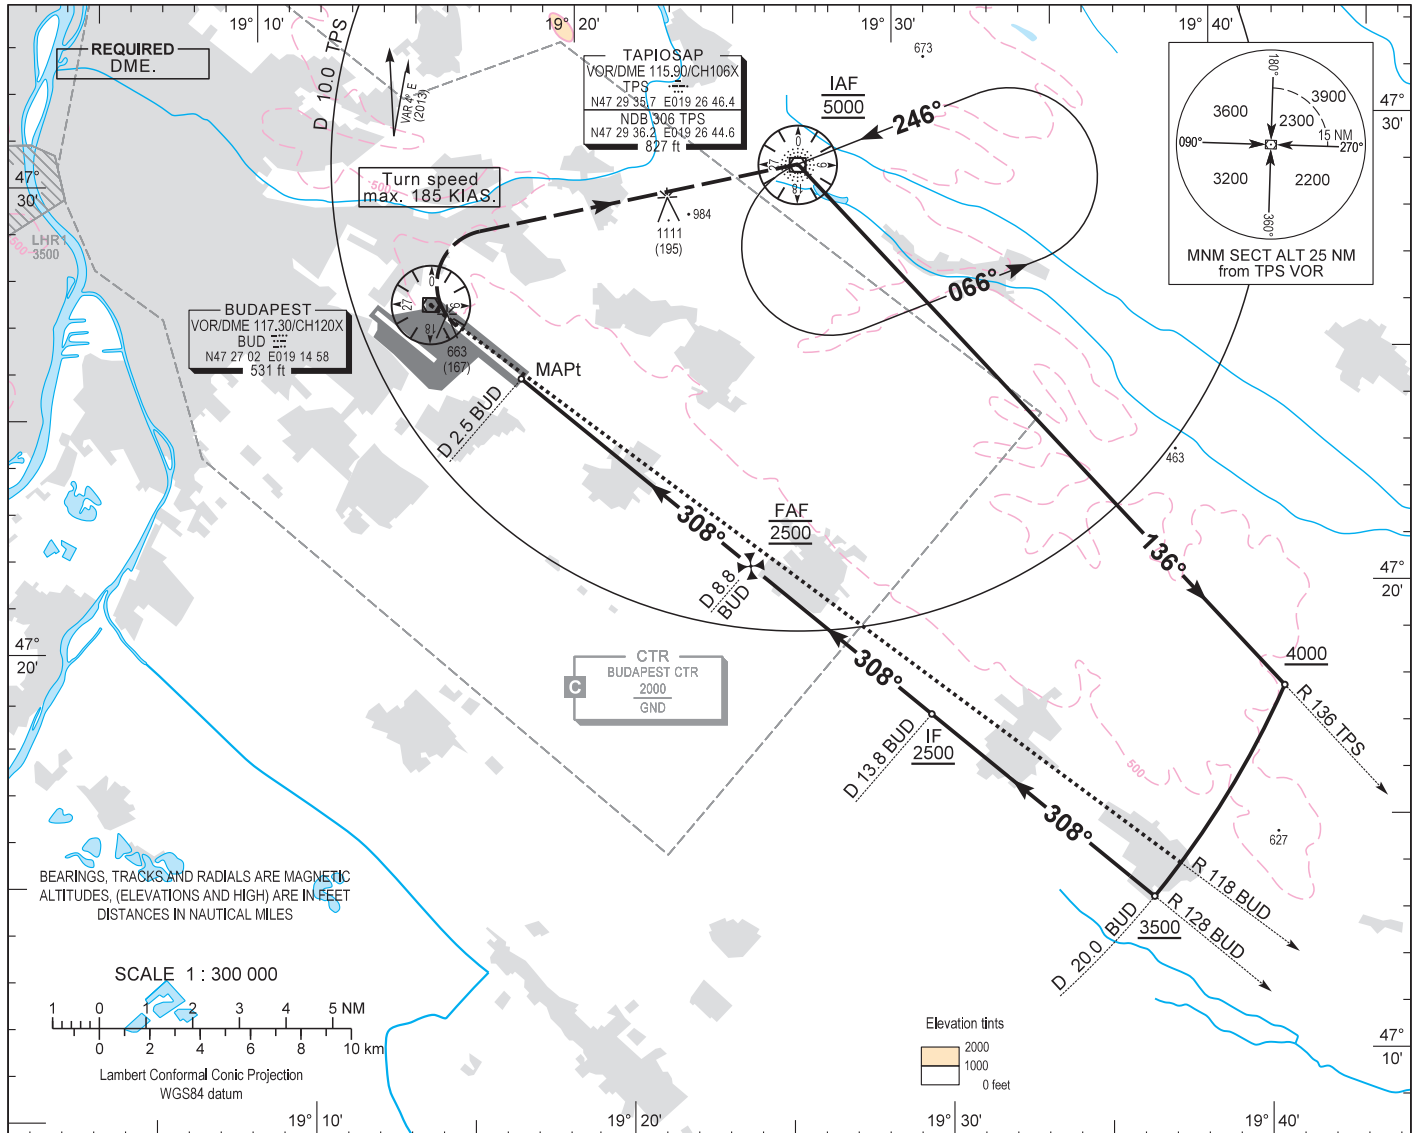 19° 10'
19° 20'
19° 30'
19° 40'
REQUIRED
DME.
D 10.0 TPS
VAR 4° E
(2013)
TAPIOSAP
VOR/DME 115.90/CH106X
TPS
N47 29 35.7 E019 26 46.4
NDB 306 TPS
N47 29 36.2 E019 26 44.6
827 ft
673
IAF
5000
246°
066°
180°
3600
3900
2300
15 NM
090°
270°
3200
2200
360°
MNM SECT ALT 25 NM
from TPS VOR
47°
30'
47°
30'
500
Turn speed
max. 185 KIAS.
500
LHR1
3500
984
1111
(195)
0
9
18
27
BUDAPEST
VOR/DME 117.30/CH120X
BUD
N47 27 02 E019 14 58
531 ft
0
9
18
27
663
(167)
MAPt
D 2.5 BUD
463
308°
FAF
2500
D 8.8
BUD
136°
47°
20'
47°
20'
308°
CTR
BUDAPEST CTR
2000
GND
C
4000
R 136 TPS
IF
2500
D 13.8 BUD
500
308°
627
R 118 BUD
R 128 BUD
3500
D 20.0 BUD
BEARINGS, TRACKS AND RADIALS ARE MAGNETIC
ALTITUDES, (ELEVATIONS AND HIGH) ARE IN FEET
DISTANCES IN NAUTICAL MILES
SCALE 1 : 300 000
1 0 1 2 3 4 5 NM
0 2 4 6 8 10 km
Lambert Conformal Conic Projection
WGS84 datum
Elevation tints
2000
1000
0 feet
47°
10'
19° 10'
19° 20'
19° 30'
19° 40'